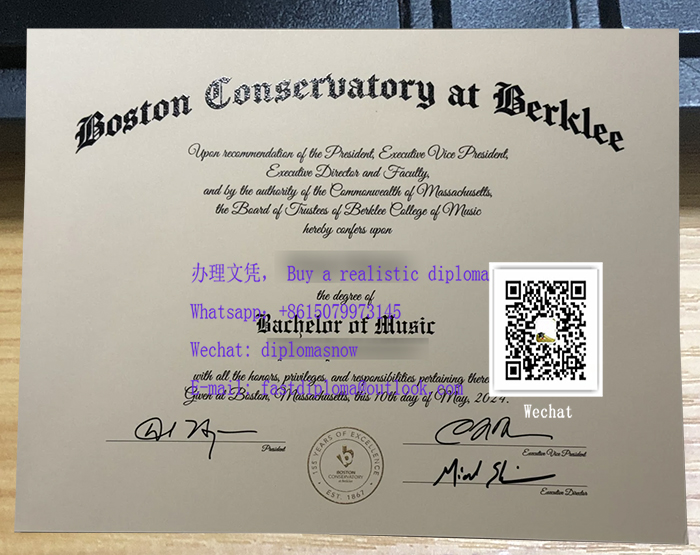 Boston Conservatory at Berklee
Upon recommendation of the President, Executive Vice President,
Executive Director and Faculty,
and by the authority of the Commonwealth of Massachusetts,
the Board of Trustees of Berklee College of Music
hereby confers upon
办理文凭, Buy a realistic diploma
the degree of
Whatsapp: +8615079973145
Bachelor of Music
Wechat: diplomasnow
with all the honors, privileges, and responsibilities pertaining
E-mail: fastdiploma@outlook.com
Given at Boston, Massachusetts, this 10th day of May, 2024.
Wechat
President
Executive Vice President
Executive Director
155 YEARS OF EXCELLENCE
BOSTON
CONSERVATORY
at Berklee
EST. 1867